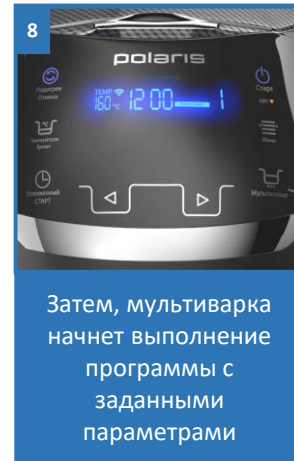 8
polaris
Подогрев
Отмена
Старт
WiFi
TEMP.
160 °C
12 00
1
Температура
Время
Меню
Отложенный
СТАРТ
Мультиповар
Затем, мультиварка
начнет выполнение
программы с
заданными
параметрами